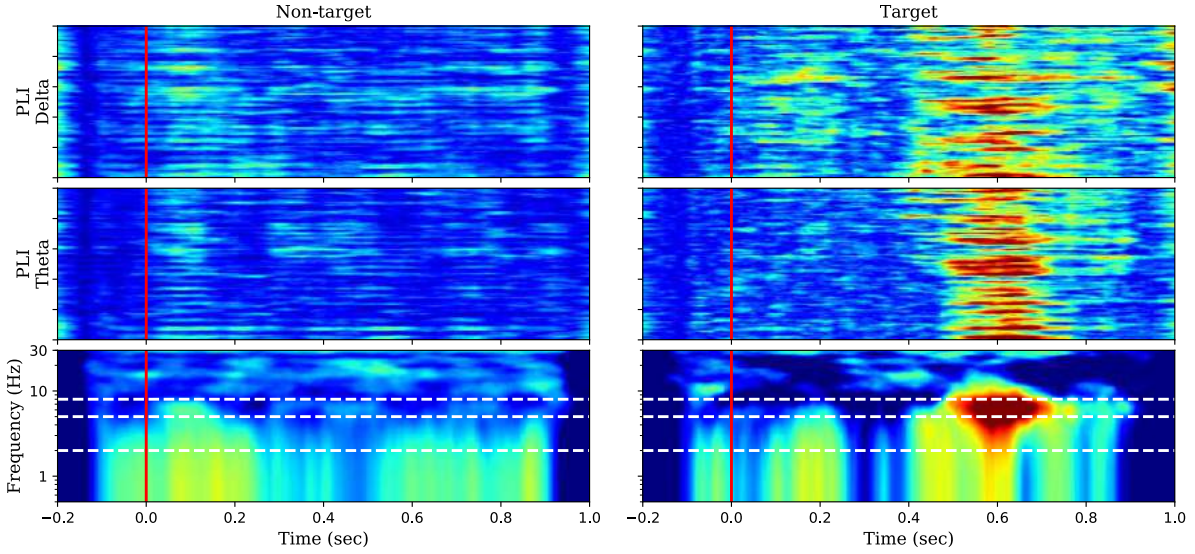 Non-target
Target
PLI
Delta
PLI
Theta
Frequency (Hz)
30
10
1
−0.2 0.0 0.2 0.4 0.6 0.8 1.0
−0.2 0.0 0.2 0.4 0.6 0.8 1.0
Time (sec)
Time (sec)